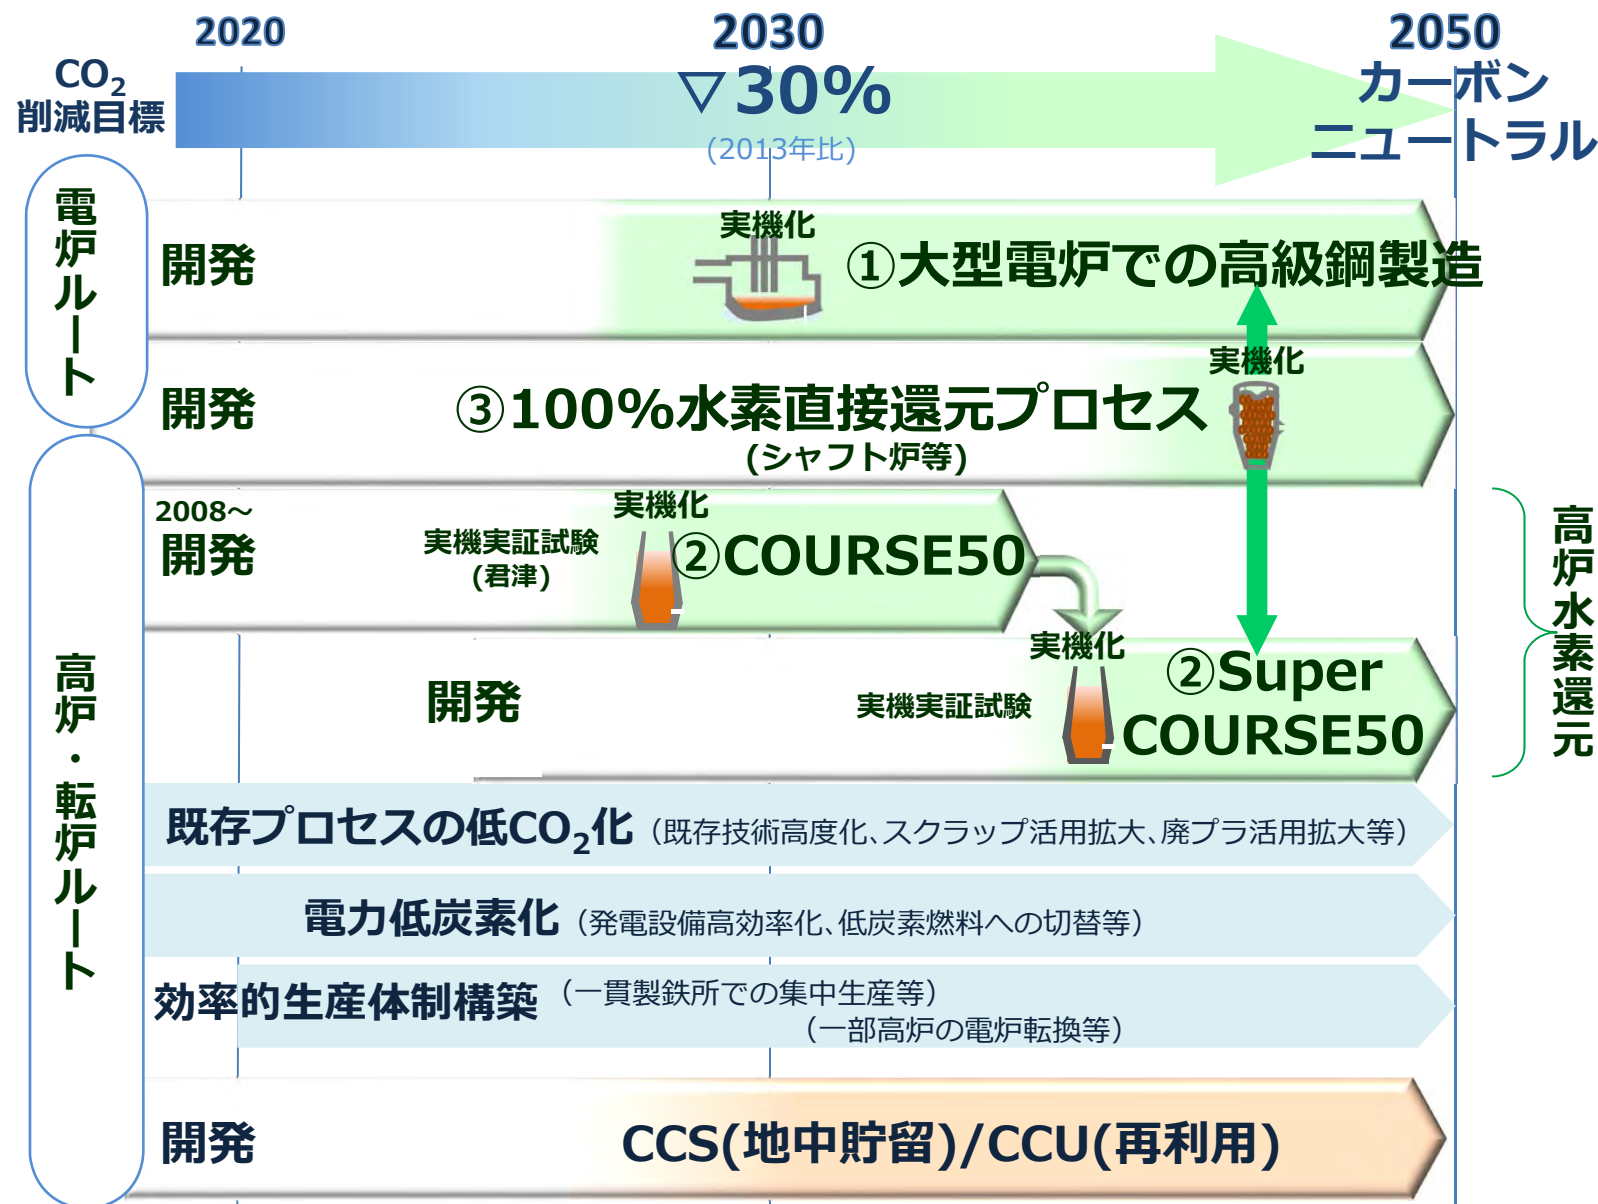 2020
2030
2050
CO₂
削減目標
▽30%
(2013年比)
カーボン
ニュートラル
電炉ルート
開発
実機化
①大型電炉での高級鋼製造
開発
③100%水素直接還元プロセス
(シャフト炉等)
実機化
高炉・転炉ルート
2008～
開発
実機実証試験
(君津)
実機化
②COURSE50
開発
実機実証試験
実機化
②Super
COURSE50
高炉水素還元
既存プロセスの低CO₂化（既存技術高度化、スクラップ活用拡大、廃プラ活用拡大等）
電力低炭素化（発電設備高効率化、低炭素燃料への切替等）
効率的生産体制構築（一貫製鉄所での集中生産等）
（一部高炉の電炉転換等）
開発
CCS(地中貯留)/CCU(再利用)